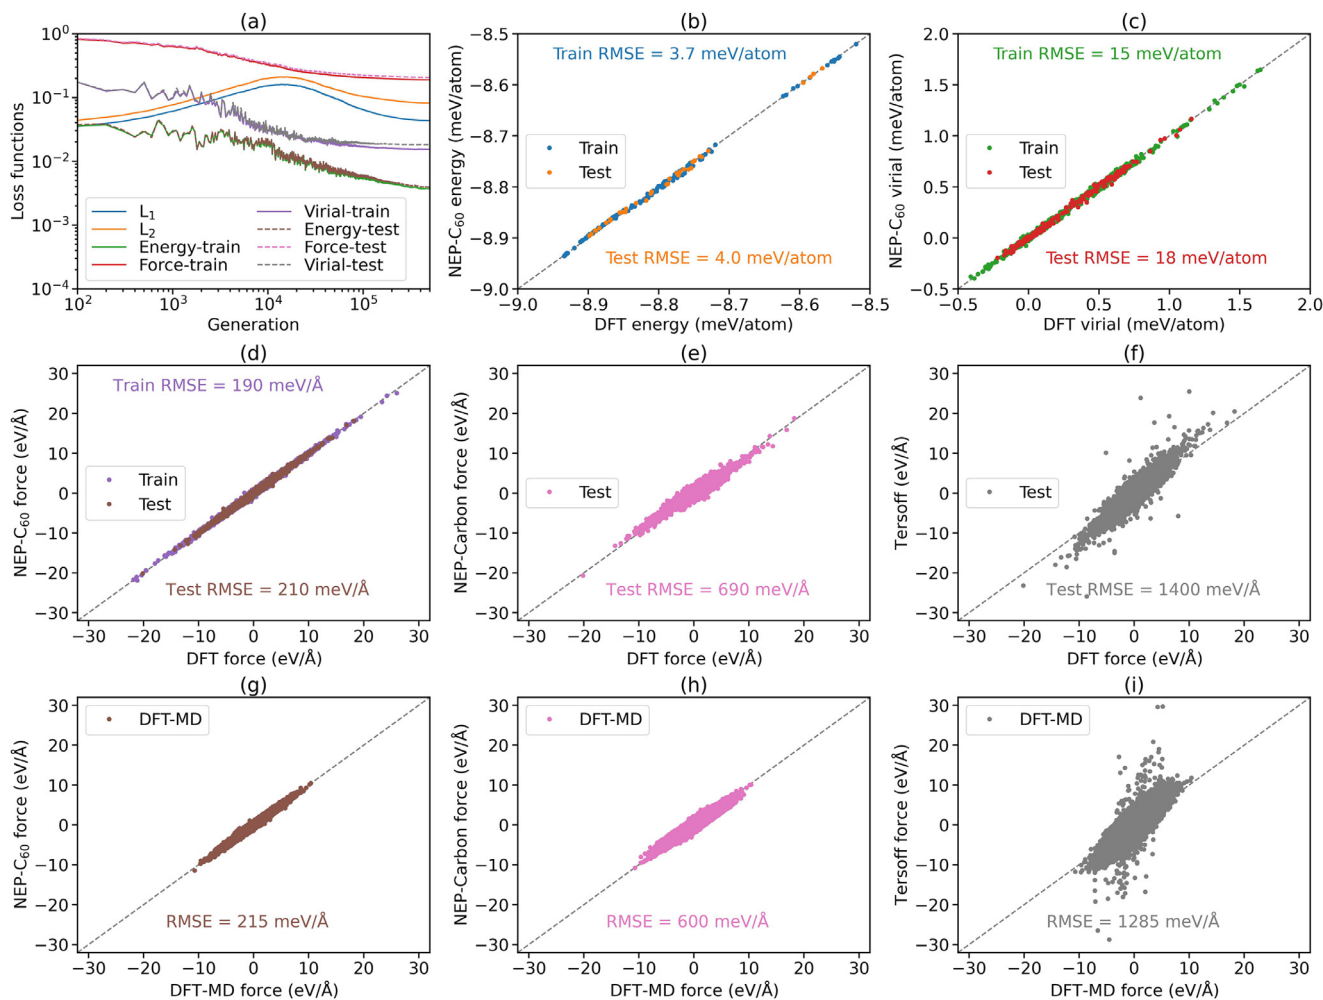 (a)
10⁰
10⁻¹
10⁻²
10⁻³
10⁻⁴
Loss functions
L₁
L₂
Energy-train
Force-train
Virial-train
Energy-test
Force-test
Virial-test
10² 10³ 10⁴ 10⁵
Generation
(b)
−8.5
−8.6
−8.7
−8.8
−8.9
−9.0
NEP-C₆₀ energy (meV/atom)
Train RMSE = 3.7 meV/atom
Train
Test
Test RMSE = 4.0 meV/atom
−9.0 −8.9 −8.8 −8.7 −8.6 −8.5
DFT energy (meV/atom)
(c)
2.0
1.5
1.0
0.5
0.0
−0.5
NEP-C₆₀ virial (meV/atom)
Train RMSE = 15 meV/atom
Train
Test
Test RMSE = 18 meV/atom
−0.5 0.0 0.5 1.0 1.5 2.0
DFT virial (meV/atom)
(d)
30
20
10
0
−10
−20
−30
NEP-C₆₀ force (meV/Å)
Train RMSE = 190 meV/Å
Train
Test
Test RMSE = 210 meV/Å
−30 −20 −10 0 10 20 30
DFT force (eV/Å)
(e)
30
20
10
0
−10
−20
−30
NEP-Carbon force (eV/Å)
Test
Test RMSE = 690 meV/Å
−30 −20 −10 0 10 20 30
DFT force (eV/Å)
(f)
30
20
10
0
−10
−20
−30
Tersoff (eV/Å)
Test
Test RMSE = 1400 meV/Å
−30 −20 −10 0 10 20 30
DFT force (eV/Å)
(g)
30
20
10
0
−10
−20
−30
NEP-C₆₀ force (eV/Å)
DFT-MD
RMSE = 215 meV/Å
−30 −20 −10 0 10 20 30
DFT-MD force (eV/Å)
(h)
30
20
10
0
−10
−20
−30
NEP-Carbon force (eV/Å)
DFT-MD
RMSE = 600 meV/Å
−30 −20 −10 0 10 20 30
DFT-MD force (eV/Å)
(i)
30
20
10
0
−10
−20
−30
Tersoff force (eV/Å)
DFT-MD
RMSE = 1285 meV/Å
−30 −20 −10 0 10 20 30
DFT-MD force (eV/Å)